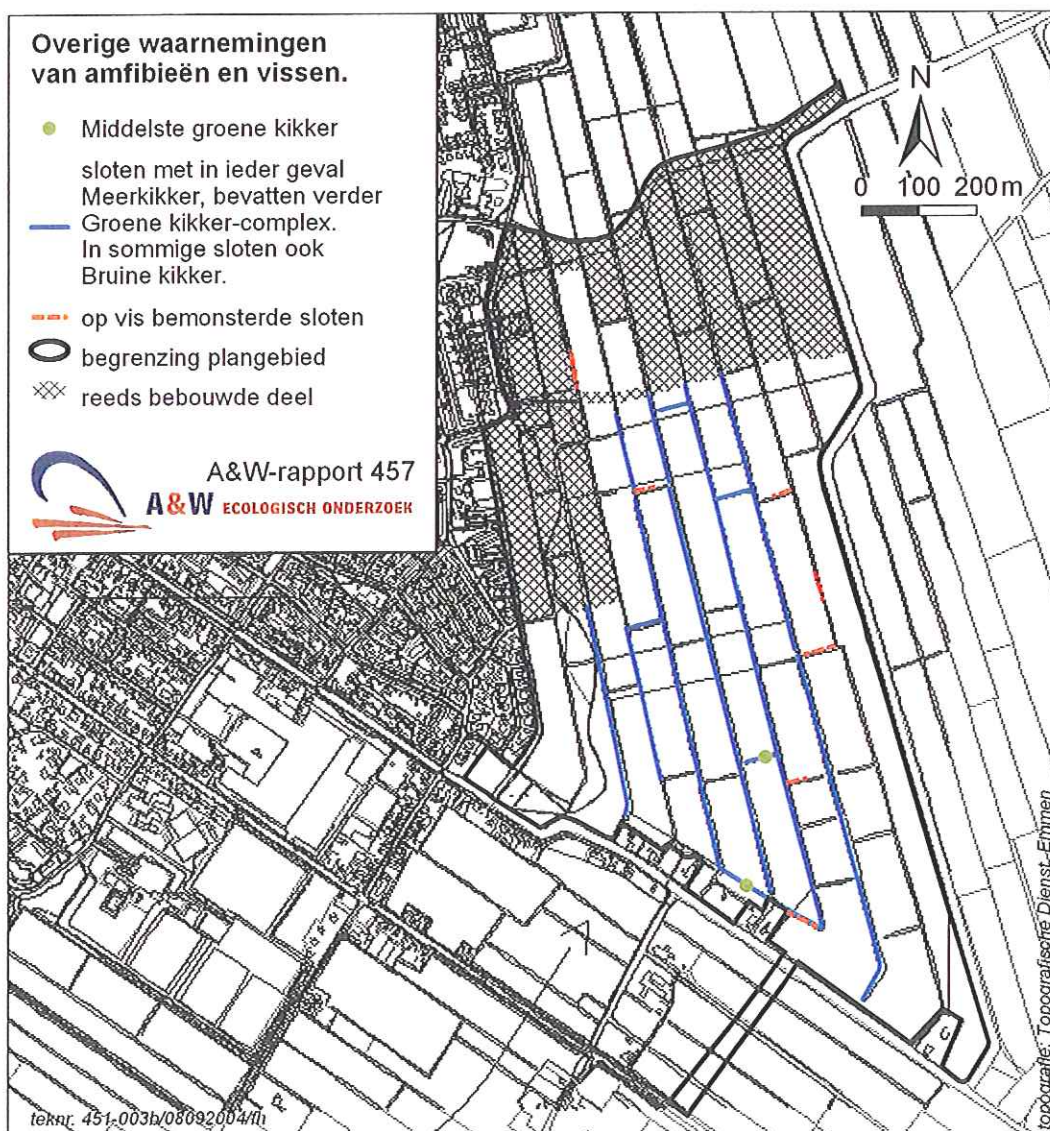 Overige waarnemingen
van amfibieën en vissen.
Middelste groene kikker
sloten met in ieder geval
Meerkikker, bevatten verder
Groene kikker-complex.
In sommige sloten ook
Bruine kikker.
op vis bemonsterde sloten
begrenzing plangebied
reeds bebouwde deel
A&W-rapport 457
A&W ECOLOGISCH ONDERZOEK
N
0 100 200 m
topografie: Topografische Dienst Emmen
teknr. 451-003b/08092004/fh